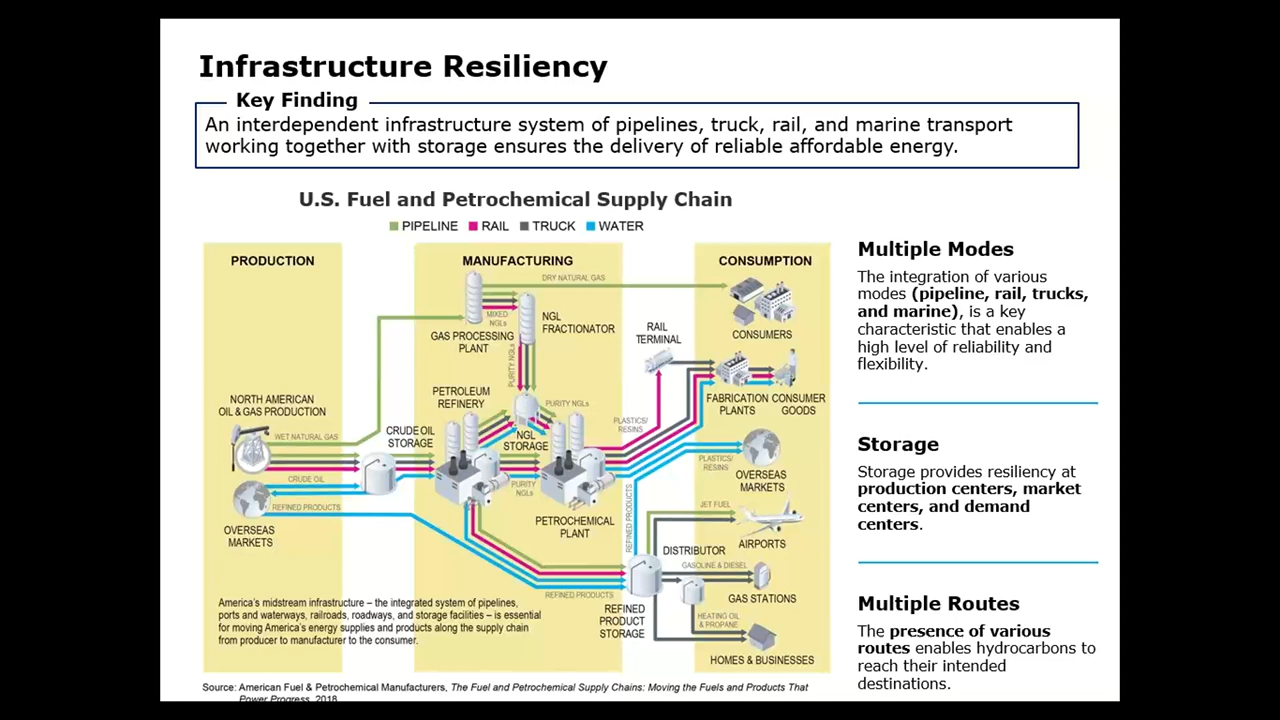 Infrastructure Resiliency
Key Finding
An interdependent infrastructure system of pipelines, truck, rail, and marine transport
working together with storage ensures the delivery of reliable affordable energy.
U.S. Fuel and Petrochemical Supply Chain
PIPELINE RAIL TRUCK WATER
PRODUCTION
MANUFACTURING
CONSUMPTION
DRY NATURAL GAS
MIXED
NGLs
NGL
FRACTIONATOR
GAS PROCESSING
PLANT
CONSUMERS
RAIL
TERMINAL
PURITY NGLs
PETROLEUM
REFINERY
PURITY NGLs
NORTH AMERICAN
OIL & GAS PRODUCTION
FABRICATION
PLANTS
CONSUMER
GOODS
PLASTICS/
RESINS
WET NATURAL GAS
CRUDE OIL
STORAGE
NGL
STORAGE
PLASTICS/
RESINS
OVERSEAS
MARKETS
CRUDE OIL
PURITY
NGLs
REFINED PRODUCTS
OVERSEAS
MARKETS
PETROCHEMICAL
PLANT
REFINED PRODUCTS
JET FUEL
AIRPORTS
DISTRIBUTOR
GASOLINE & DIESEL
REFINED PRODUCTS
GAS STATIONS
REFINED
PRODUCT
STORAGE
HEATING OIL
& PROPANE
HOMES & BUSINESSES
America's midstream infrastructure – the integrated system of pipelines,
ports and waterways, railroads, roadways, and storage facilities – is essential
for moving America's energy supplies and products along the supply chain
from producer to manufacturer to the consumer.
Source: American Fuel & Petrochemical Manufacturers, The Fuel and Petrochemical Supply Chains: Moving the Fuels and Products That
Power Progress, 2018
Multiple Modes
The integration of various
modes (pipeline, rail, trucks,
and marine), is a key
characteristic that enables a
high level of reliability and
flexibility.
Storage
Storage provides resiliency at
production centers, market
centers, and demand
centers.
Multiple Routes
The presence of various
routes enables hydrocarbons to
reach their intended
destinations.